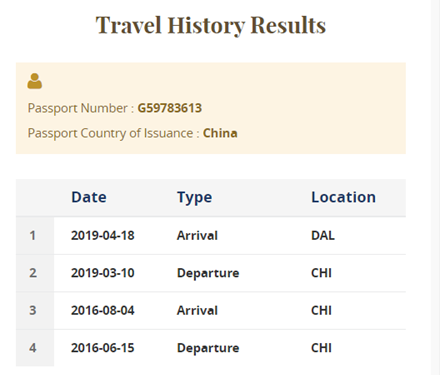 Travel History Results
Passport Number : G59783613
Passport Country of Issuance : China
Date Type Location
1 2019-04-18 Arrival DAL
2 2019-03-10 Departure CHI
3 2016-08-04 Arrival CHI
4 2016-06-15 Departure CHI